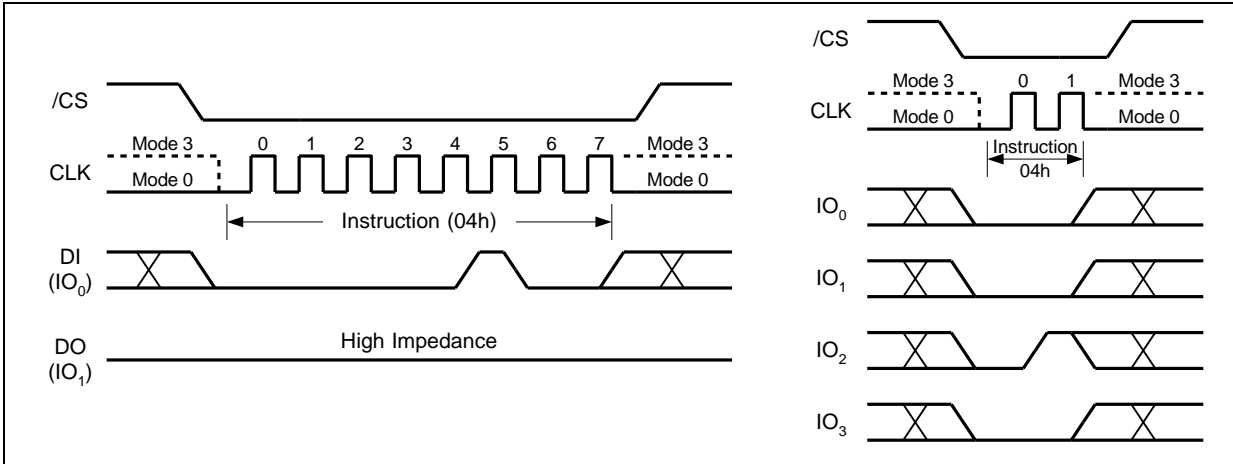 /CS
Mode 3 0 1 2 3 4 5 6 7 Mode 3
CLK
Mode 0 Mode 0
Instruction (04h)
DI
(IO0)
DO
(IO1)
High Impedance
/CS
Mode 3 0 1 Mode 3
CLK
Mode 0 Mode 0
Instruction
04h
IO0
IO1
IO2
IO3